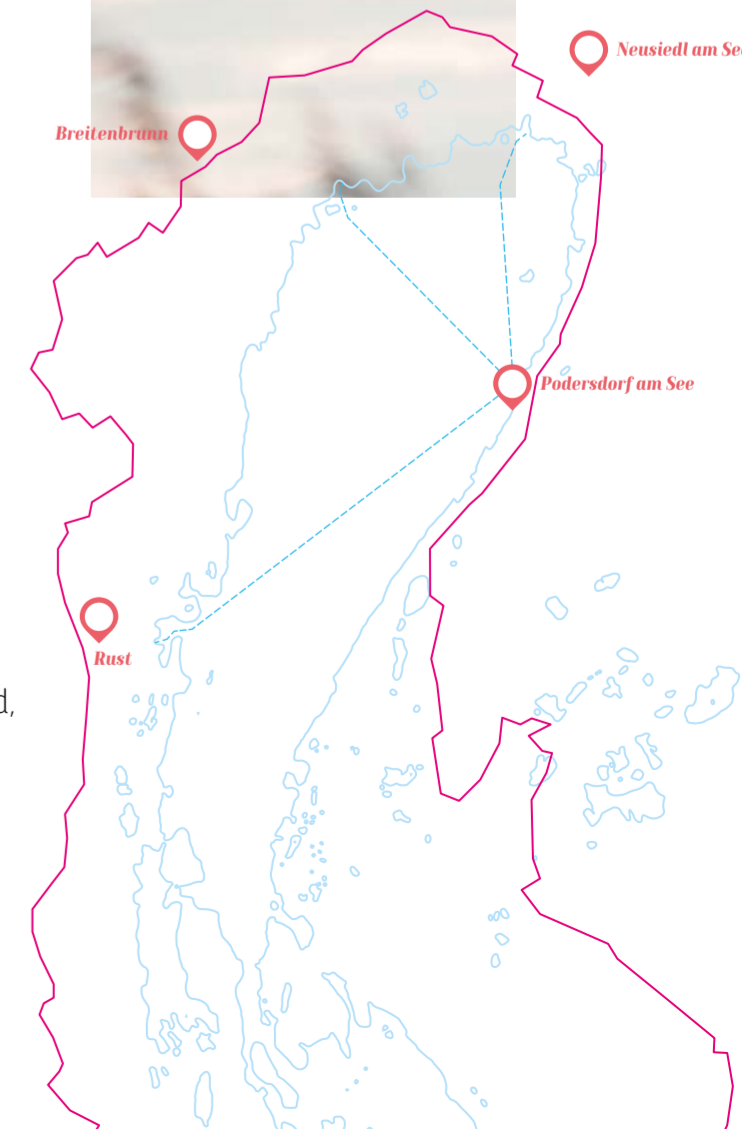 Neusiedl am See
Breitenbrunn
Podersdorf am See
Rust
d,